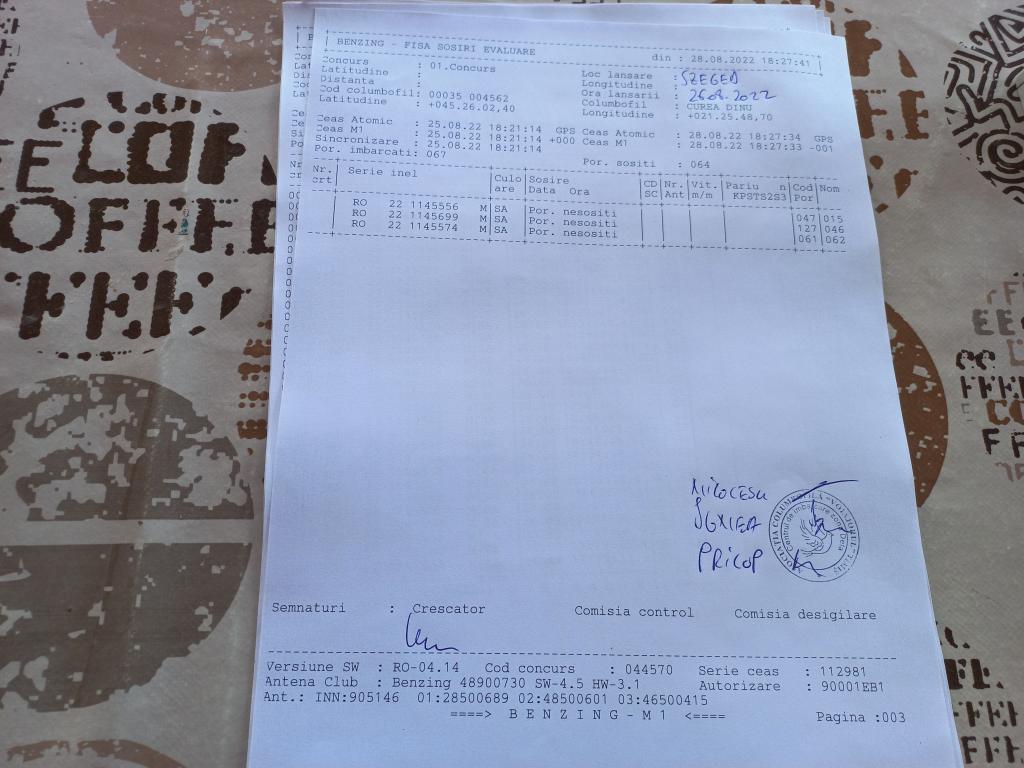 BENZING - FISA SOSIRI EVALUARE din : 28.08.2022 18:27:41
Concurs : 01.Concurs Loc lansare : SZEGED
Latitudine : Longitudine :
Distanta : Ora lansarii : 26.08.2022
Cod columbofil: 00035 004562 Columbofil : CUREA DINU
Latitudine : +045.26.02,40 Longitudine : +021.25.48,70
Ceas Atomic : 25.08.22 18:21:14 GPS Ceas Atomic : 28.08.22 18:27:34 GPS
Ceas M1 : 25.08.22 18:21:14 +000 Ceas M1 : 28.08.22 18:27:33 -001
Sincronizare : 25.08.22 18:21:14
Por. imbarcati: 067 Por. sositi : 064
Nr. Serie inel Culo Sosire CD Nr. Vit. Pariu n Cod Nom
crt are Data Ora SC Ant m/m KPSTS2S3 Por
RO 22 1145556 M SA Por. nesositi 047 015
RO 22 1145699 M SA Por. nesositi 127 046
RO 22 1145574 M SA Por. nesositi 061 062
PRICOP
Semnaturi : Crescator Comisia control Comisia desigilare
Versiune SW : RO-04.14 Cod concurs : 044570 Serie ceas : 112981
Antena Club : Benzing 48900730 SW-4.5 HW-3.1 Autorizare : 90001EB1
Ant.: INN:905146 01:28500689 02:48500601 03:46500415
====> B E N Z I N G - M 1 <==== Pagina :003
COFFEE